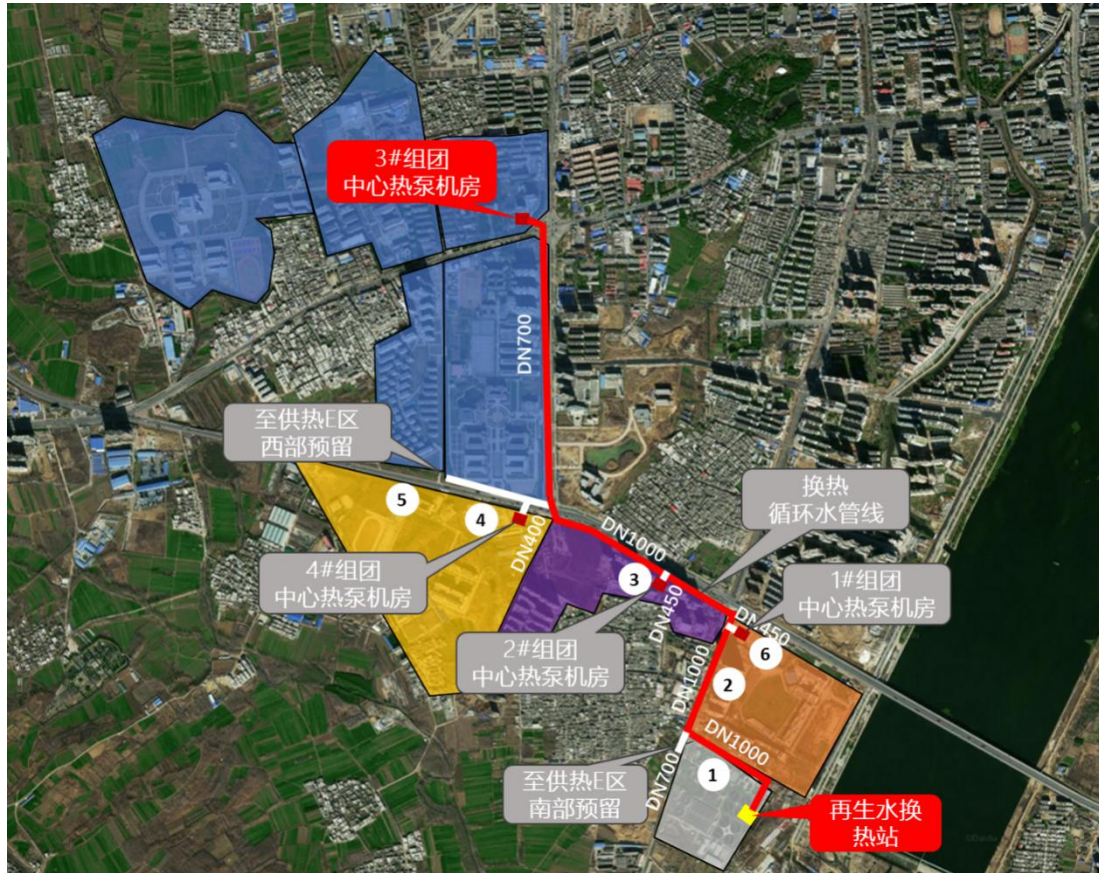 3#组团
中心热泵机房
DN700
至供热E区
西部预留
5
4
DN400
换热
循环水管线
DN1000
4#组团
中心热泵机房
3
DN450
1#组团
中心热泵机房
DN450
6
2#组团
中心热泵机房
DN1000
2
DN1000
至供热E区
南部预留
DN700
1
再生水换
热站